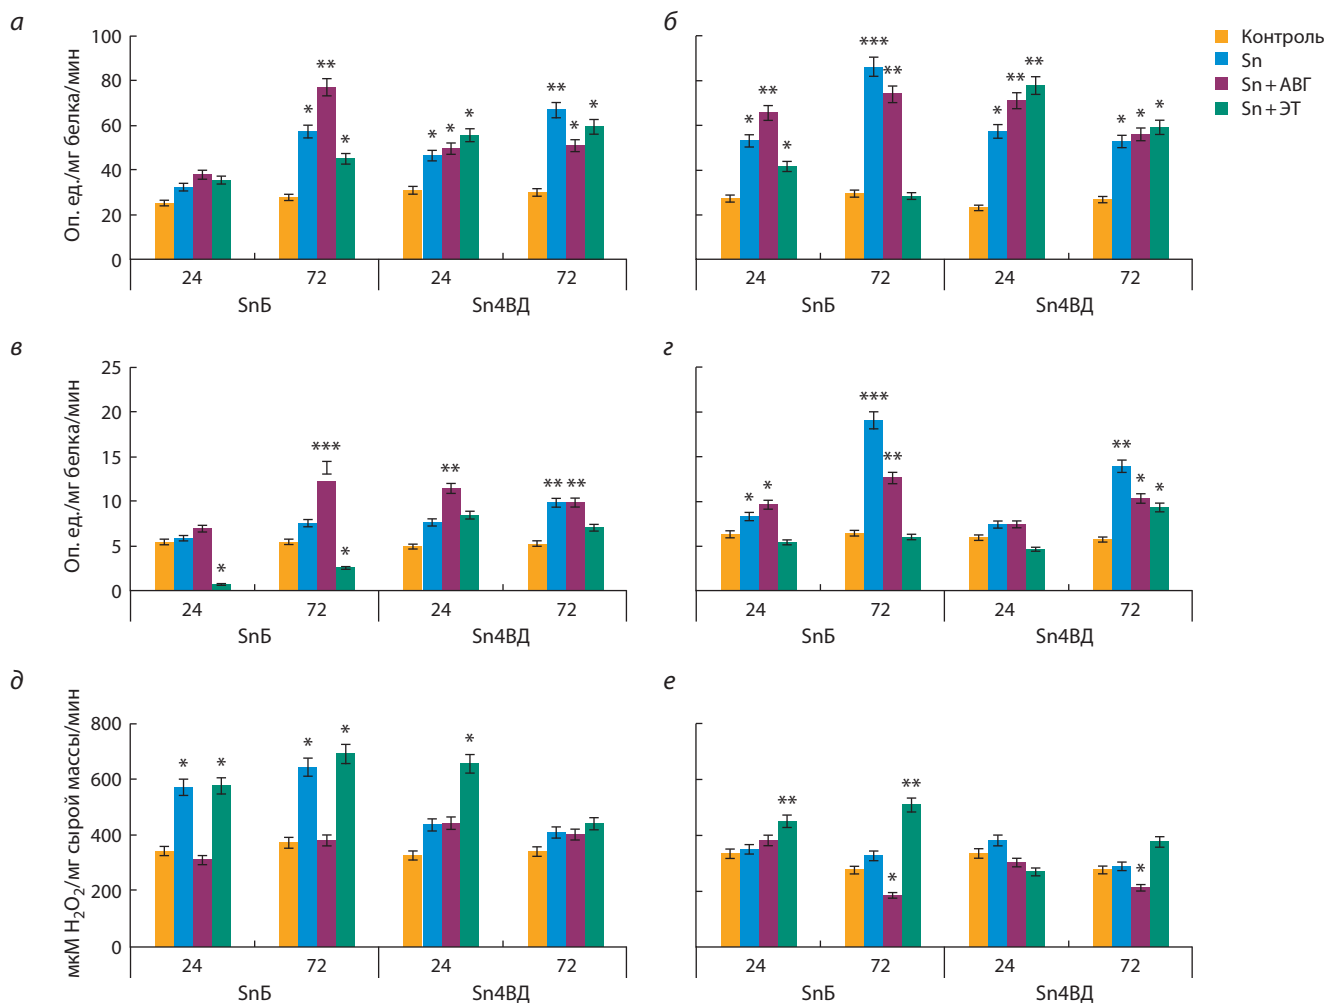 а
б
Контроль
Sn
Sn + АВГ
Sn + ЭТ
Оп. ед./мг белка/мин
100
80
60
40
20
0
* ** * * * * ** * *
* ** * *** ** * ** ** * * *
24 72 24 72
SnБ Sn4ВД
24 72 24 72
SnБ Sn4ВД
в
г
Оп. ед./мг белка/мин
25
20
15
10
5
0
* *** * ** ** **
* * *** ** ** * *
24 72 24 72
SnБ Sn4ВД
24 72 24 72
SnБ Sn4ВД
д
е
мкМ H₂O₂/мг сырой массы/мин
800
600
400
200
0
* * * * *
** * ** *
24 72 24 72
SnБ Sn4ВД
24 72 24 72
SnБ Sn4ВД